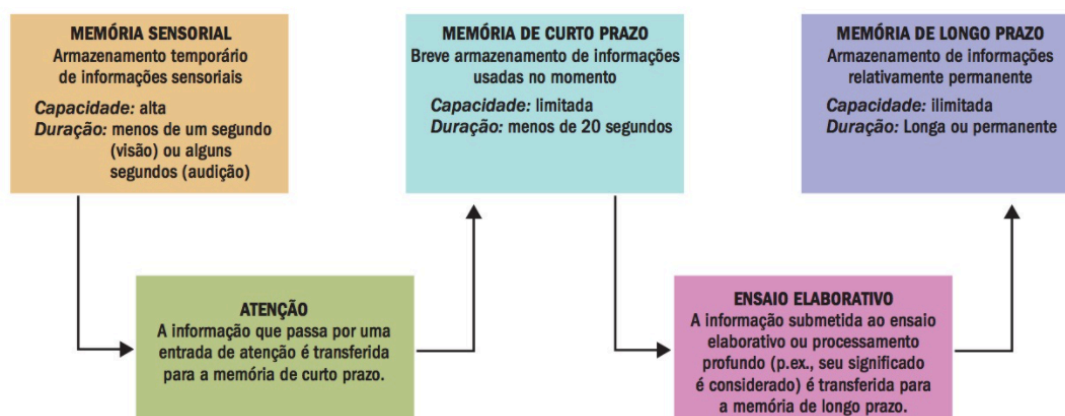 MEMÓRIA SENSORIAL
Armazenamento temporário
de informações sensoriais
Capacidade: alta
Duração: menos de um segundo
(visão) ou alguns
segundos (audição)
ATENÇÃO
A informação que passa por uma
entrada de atenção é transferida
para a memória de curto prazo.
MEMÓRIA DE CURTO PRAZO
Breve armazenamento de informações
usadas no momento
Capacidade: limitada
Duração: menos de 20 segundos
ENSAIO ELABORATIVO
A informação submetida ao ensaio
elaborativo ou processamento
profundo (p.ex., seu significado
é considerado) é transferida para
a memória de longo prazo.
MEMÓRIA DE LONGO PRAZO
Armazenamento de informações
relativamente permanente
Capacidade: ilimitada
Duração: Longa ou permanente